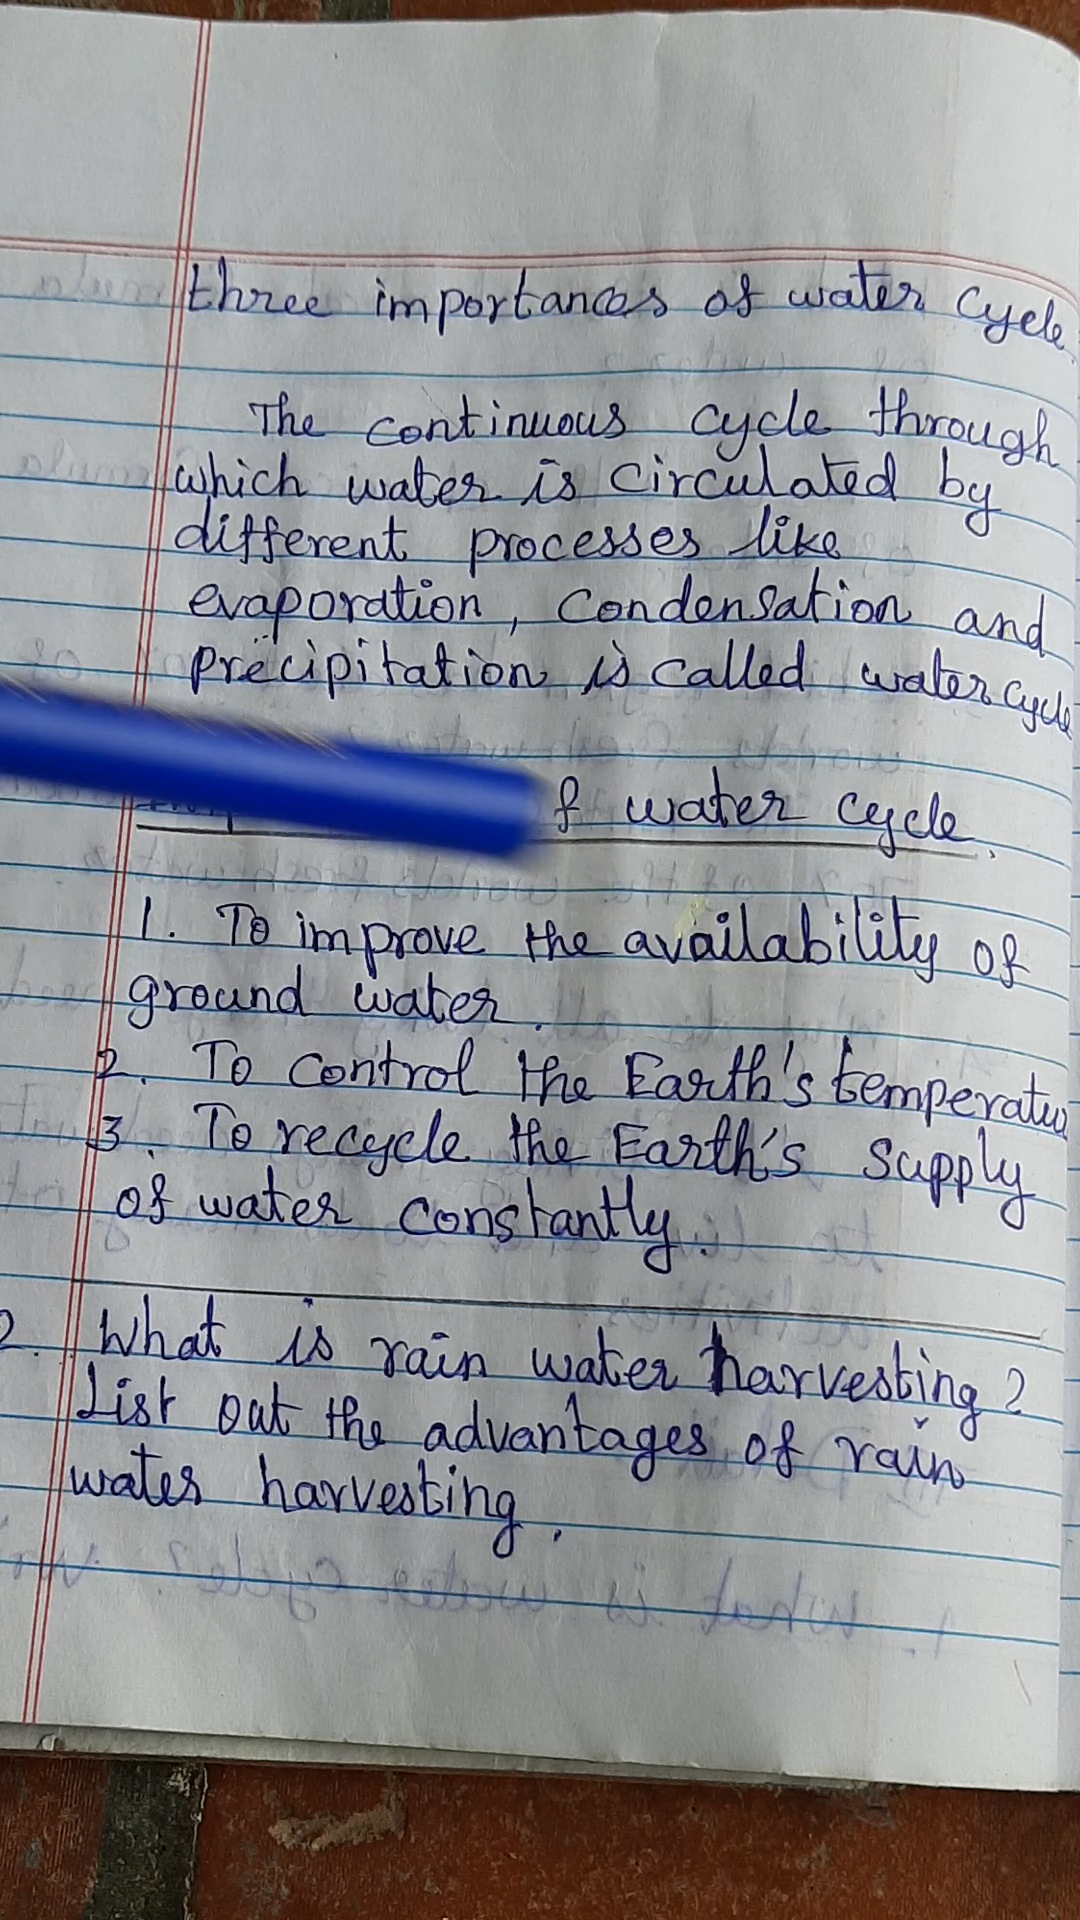 three importances of water cycle
The continuous cycle through
which water is circulated by
different processes like
evaporation, condensation and
precipitation is called water cycle
water cycle.
1. To improve the availability of
ground water.
2. To control the Earth's temperatu
3. To recycle the Earth's supply
of water constantly.
2. What is rain water harvesting?
List out the advantages of rain
water harvesting.